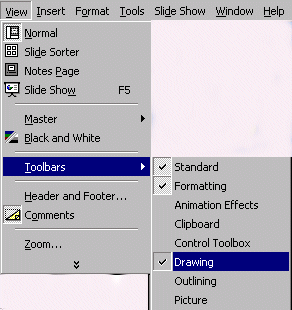 View Insert Format Tools Slide Show Window Help
Normal
Slide Sorter
Notes Page
Slide Show F5
Master
Black and White
Toolbars
Header and Footer...
Comments
Zoom...
Standard
Formatting
Animation Effects
Clipboard
Control Toolbox
Drawing
Outlining
Picture